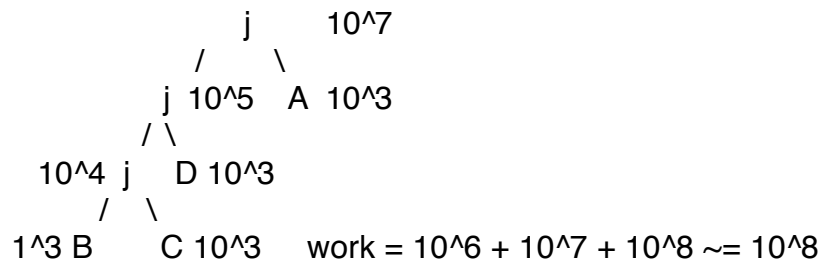 j 10^7
/ \
j 10^5 A 10^3
/ \
10^4 j D 10^3
/ \
1^3 B C 10^3 work = 10^6 + 10^7 + 10^8 ~= 10^8